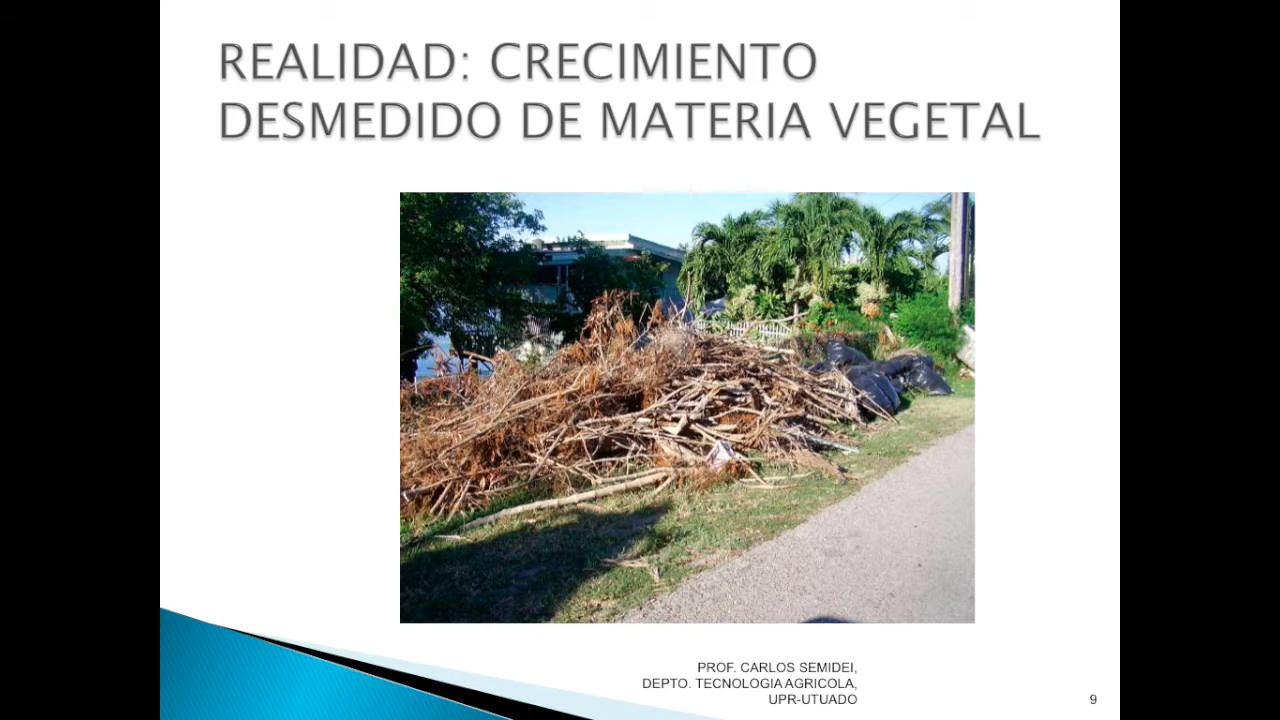 REALIDAD: CRECIMIENTO
DESMEDIDO DE MATERIA VEGETAL
PROF. CARLOS SEMIDEI,
DEPTO. TECNOLOGIA AGRICOLA,
UPR-UTUADO
9